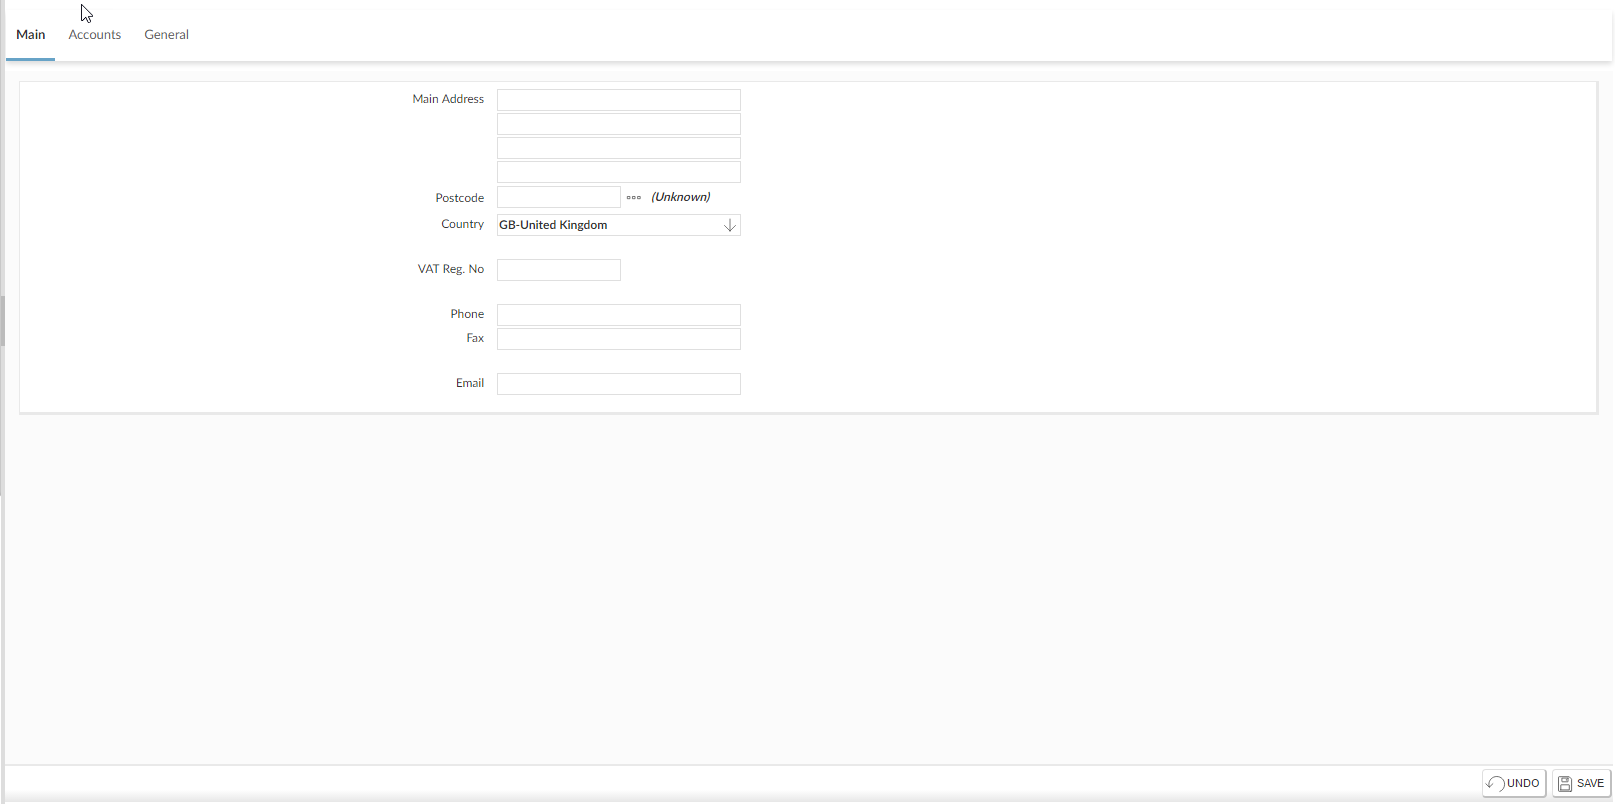 Main Accounts General
Main Address
Postcode (Unknown)
Country GB-United Kingdom
VAT Reg. No
Phone
Fax
Email
UNDO SAVE